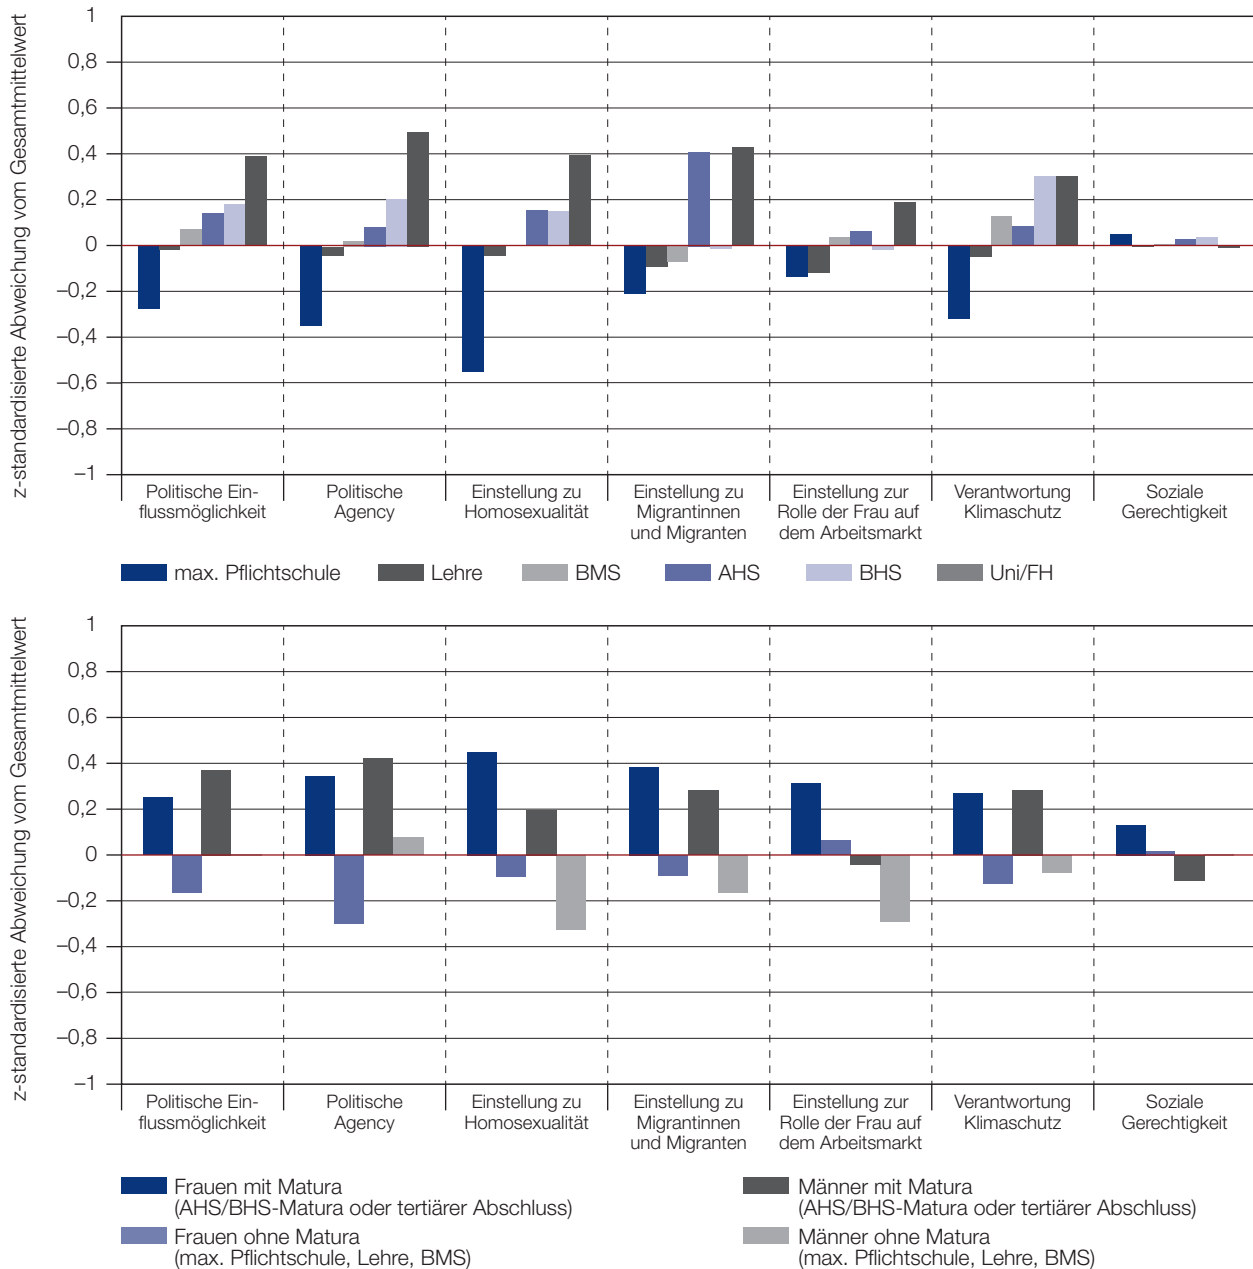 z-standardisierte Abweichung vom Gesamtmittelwert
1
0,8
0,6
0,4
0,2
0
–0,2
–0,4
–0,6
–0,8
–1
Politische Ein-
flussmöglichkeit
Politische
Agency
Einstellung zu
Homosexualität
Einstellung zu
Migrantinnen
und Migranten
Einstellung zur
Rolle der Frau auf
dem Arbeitsmarkt
Verantwortung
Klimaschutz
Soziale
Gerechtigkeit
max. Pflichtschule Lehre BMS AHS BHS Uni/FH
z-standardisierte Abweichung vom Gesamtmittelwert
1
0,8
0,6
0,4
0,2
0
–0,2
–0,4
–0,6
–0,8
–1
Politische Ein-
flussmöglichkeit
Politische
Agency
Einstellung zu
Homosexualität
Einstellung zu
Migrantinnen
und Migranten
Einstellung zur
Rolle der Frau auf
dem Arbeitsmarkt
Verantwortung
Klimaschutz
Soziale
Gerechtigkeit
Frauen mit Matura
(AHS/BHS-Matura oder tertiärer Abschluss)
Frauen ohne Matura
(max. Pflichtschule, Lehre, BMS)
Männer mit Matura
(AHS/BHS-Matura oder tertiärer Abschluss)
Männer ohne Matura
(max. Pflichtschule, Lehre, BMS)